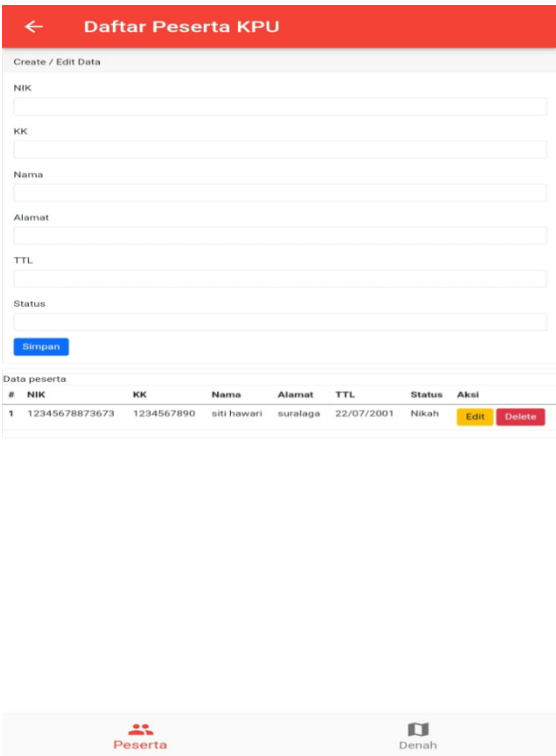 Daftar Peserta KPU
Create / Edit Data
NIK
KK
Nama
Alamat
TTL
Status
Simpan
Data peserta
# NIK KK Nama Alamat TTL Status Aksi
1 12345678873673 1234567890 siti hawari suralaga 22/07/2001 Nikah Edit Delete
Peserta Denah